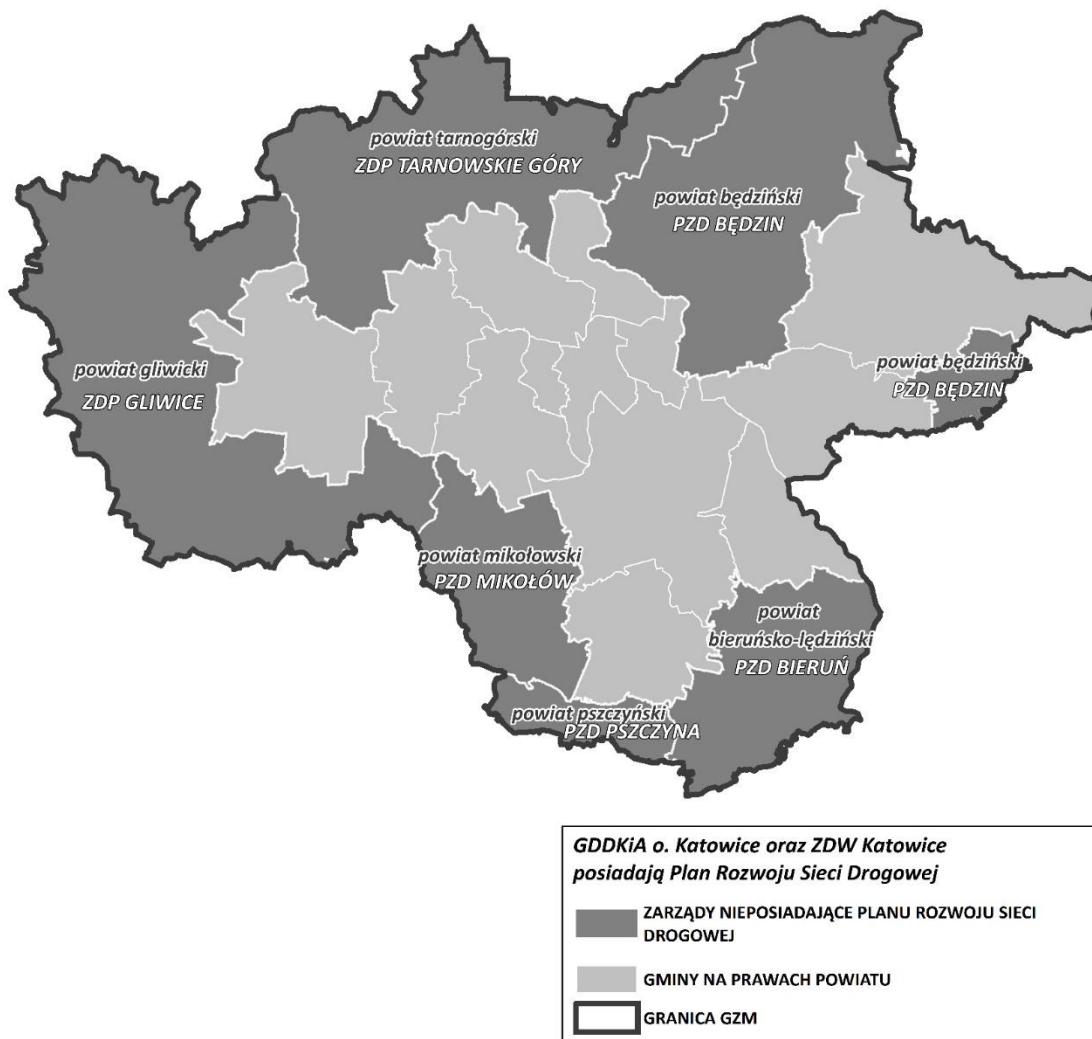 powiat tarnogórski
ZDP TARNOWSKIE GÓRY
powiat będziński
PZD BĘDZIN
powiat gliwicki
ZDP GLIWICE
powiat będziński
PZD BĘDZIN
powiat mikołowski
PZD MIKOŁÓW
powiat
bieruńsko-lędziński
PZD BIERUŃ
powiat pszczyński
PZD PSZCZYNA
GDDKiA o. Katowice oraz ZDW Katowice
posiadają Plan Rozwoju Sieci Drogowej
ZARZĄDY NIEPOSIADAJĄCE PLANU ROZWOJU SIECI
DROGOWEJ
GMINY NA PRAWACH POWIATU
GRANICA GZM